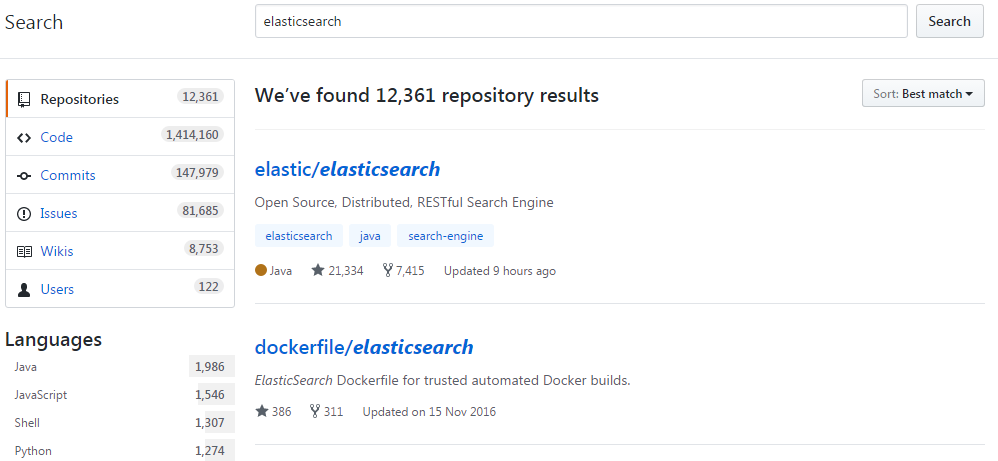 Search
elasticsearch
Search
Repositories 12,361
Code 1,414,160
Commits 147,979
Issues 81,685
Wikis 8,753
Users 122
Languages
Java 1,986
JavaScript 1,546
Shell 1,307
Python 1,274
We've found 12,361 repository results
Sort: Best match
elastic/elasticsearch
Open Source, Distributed, RESTful Search Engine
elasticsearch java search-engine
Java 21,334 7,415 Updated 9 hours ago
dockerfile/elasticsearch
ElasticSearch Dockerfile for trusted automated Docker builds.
386 311 Updated on 15 Nov 2016